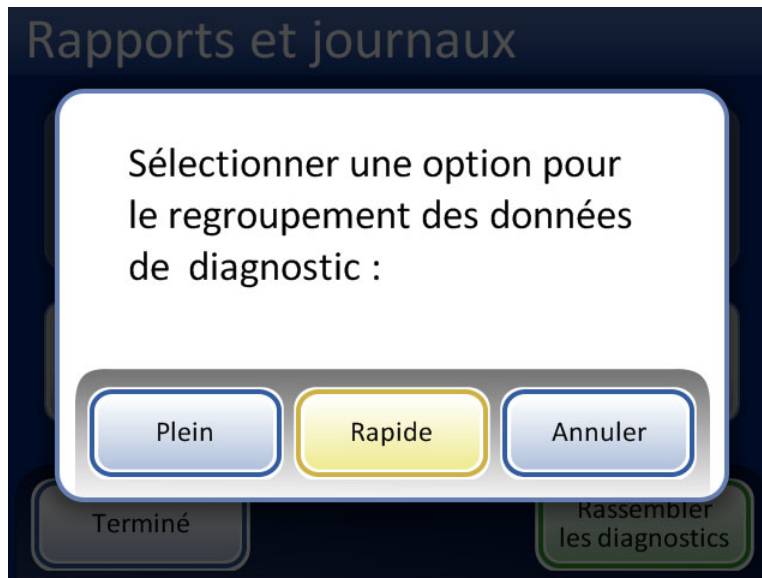 Rapports et journaux
Sélectionner une option pour
le regroupement des données
de diagnostic :
Plein
Rapide
Annuler
Terminé
Rassembler
les diagnostics